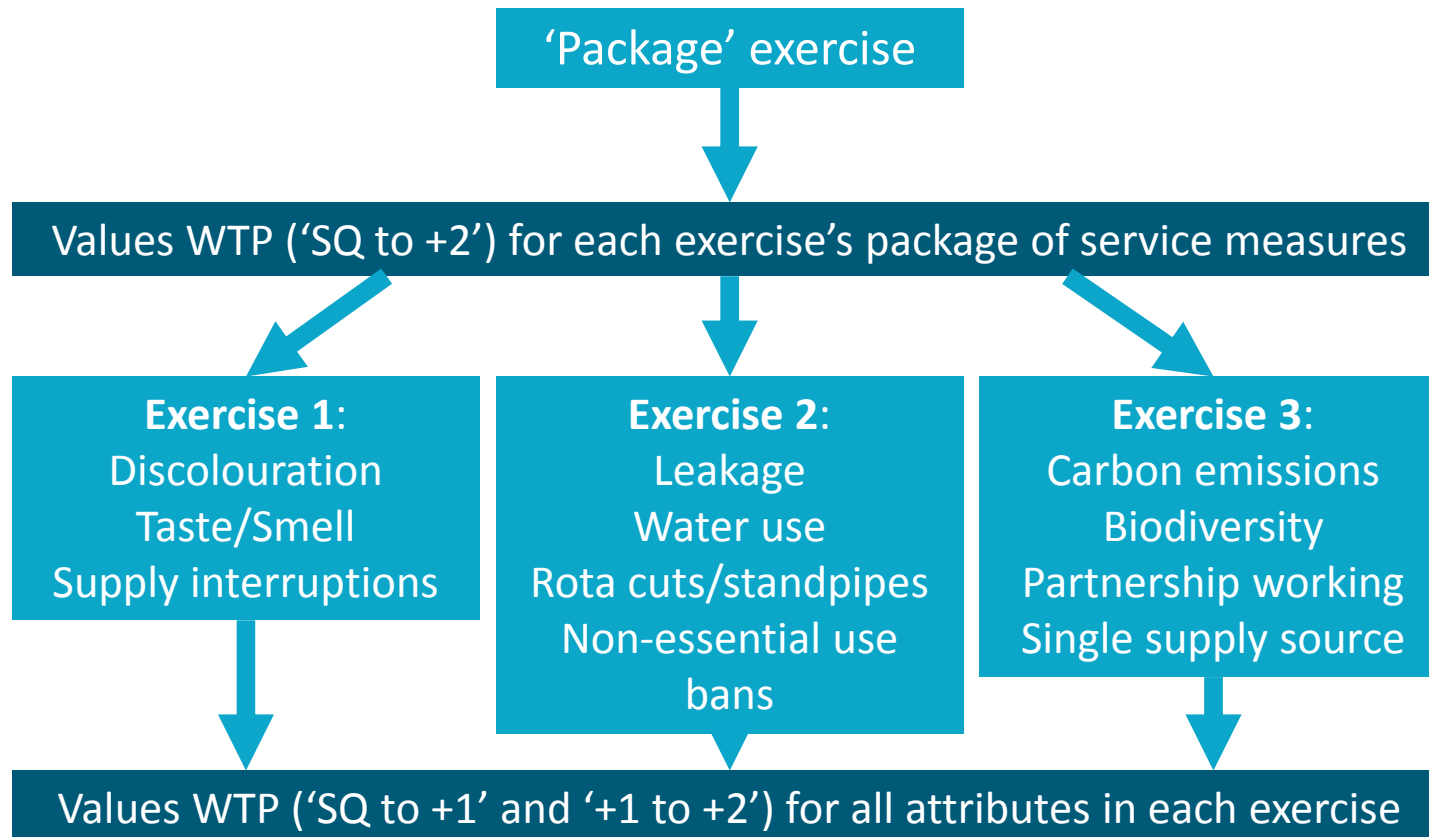 ‘Package’ exercise
Values WTP (‘SQ to +2’) for each exercise’s package of service measures
Exercise 1:
Discolouration
Taste/Smell
Supply interruptions
Exercise 2:
Leakage
Water use
Rota cuts/standpipes
Non-essential use
bans
Exercise 3:
Carbon emissions
Biodiversity
Partnership working
Single supply source
Values WTP (‘SQ to +1’ and ‘+1 to +2’) for all attributes in each exercise